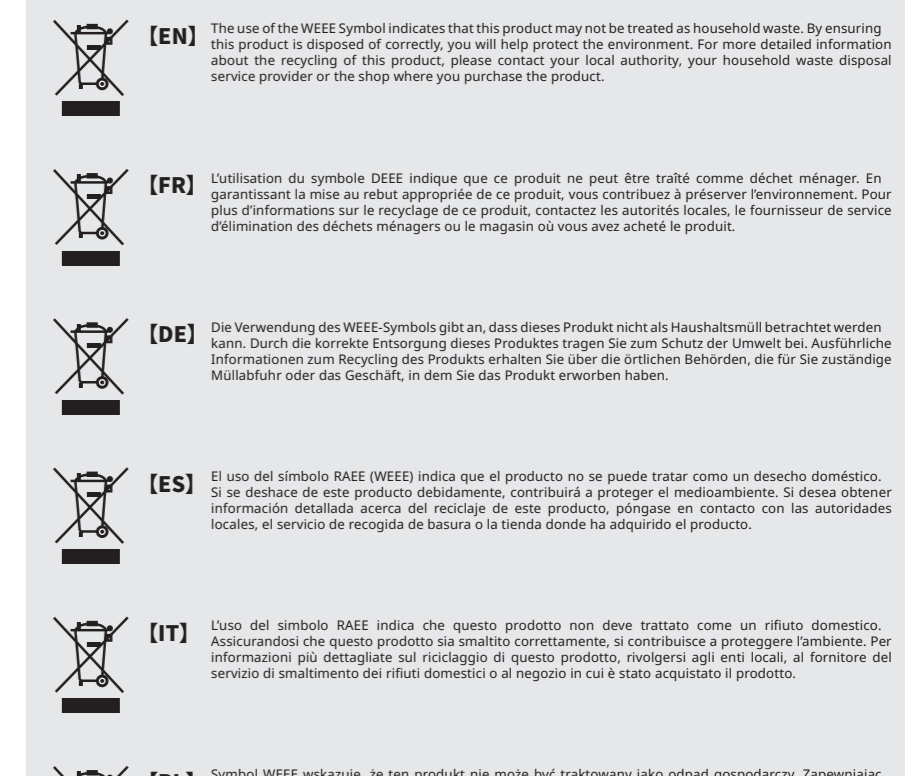 【EN】 The use of the WEEE Symbol indicates that this product may not be treated as household waste. By ensuring
this product is disposed of correctly, you will help protect the environment. For more detailed information
about the recycling of this product, please contact your local authority, your household waste disposal
service provider or the shop where you purchase the product.
【FR】 L'utilisation du symbole DEEE indique que ce produit ne peut être traîté comme déchet ménager. En
garantissant la mise au rebut appropriée de ce produit, vous contribuez à préserver l'environnement. Pour
plus d'informations sur le recyclage de ce produit, contactez les autorités locales, le fournisseur de service
d'élimination des déchets ménagers ou le magasin où vous avez acheté le produit.
【DE】 Die Verwendung des WEEE-Symbols gibt an, dass dieses Produkt nicht als Haushaltsmüll betrachtet werden
kann. Durch die korrekte Entsorgung dieses Produktes tragen Sie zum Schutz der Umwelt bei. Ausführliche
Informationen zum Recycling des Produkts erhalten Sie über die örtlichen Behörden, die für Sie zuständige
Müllabfuhr oder das Geschäft, in dem Sie das Produkt erworben haben.
【ES】 El uso del símbolo RAEE (WEEE) indica que el producto no se puede tratar como un desecho doméstico.
Si se deshace de este producto debidamente, contribuirá a proteger el medioambiente. Si desea obtener
información detallada acerca del reciclaje de este producto, póngase en contacto con las autoridades
locales, el servicio de recogida de basura o la tienda donde ha adquirido el producto.
【IT】 L'uso del simbolo RAEE indica che questo prodotto non deve trattato come un rifiuto domestico.
Assicurandosi che questo prodotto sia smaltito correttamente, si contribuisce a proteggere l'ambiente. Per
informazioni più dettagliate sul riciclaggio di questo prodotto, rivolgersi agli enti locali, al fornitore del
servizio di smaltimento dei rifiuti domestici o al negozio in cui è stato acquistato il prodotto.
Symbol WEEE wskazuje, że ten produkt nie może być traktowany jako odpad gospodarczy. Zapewniając